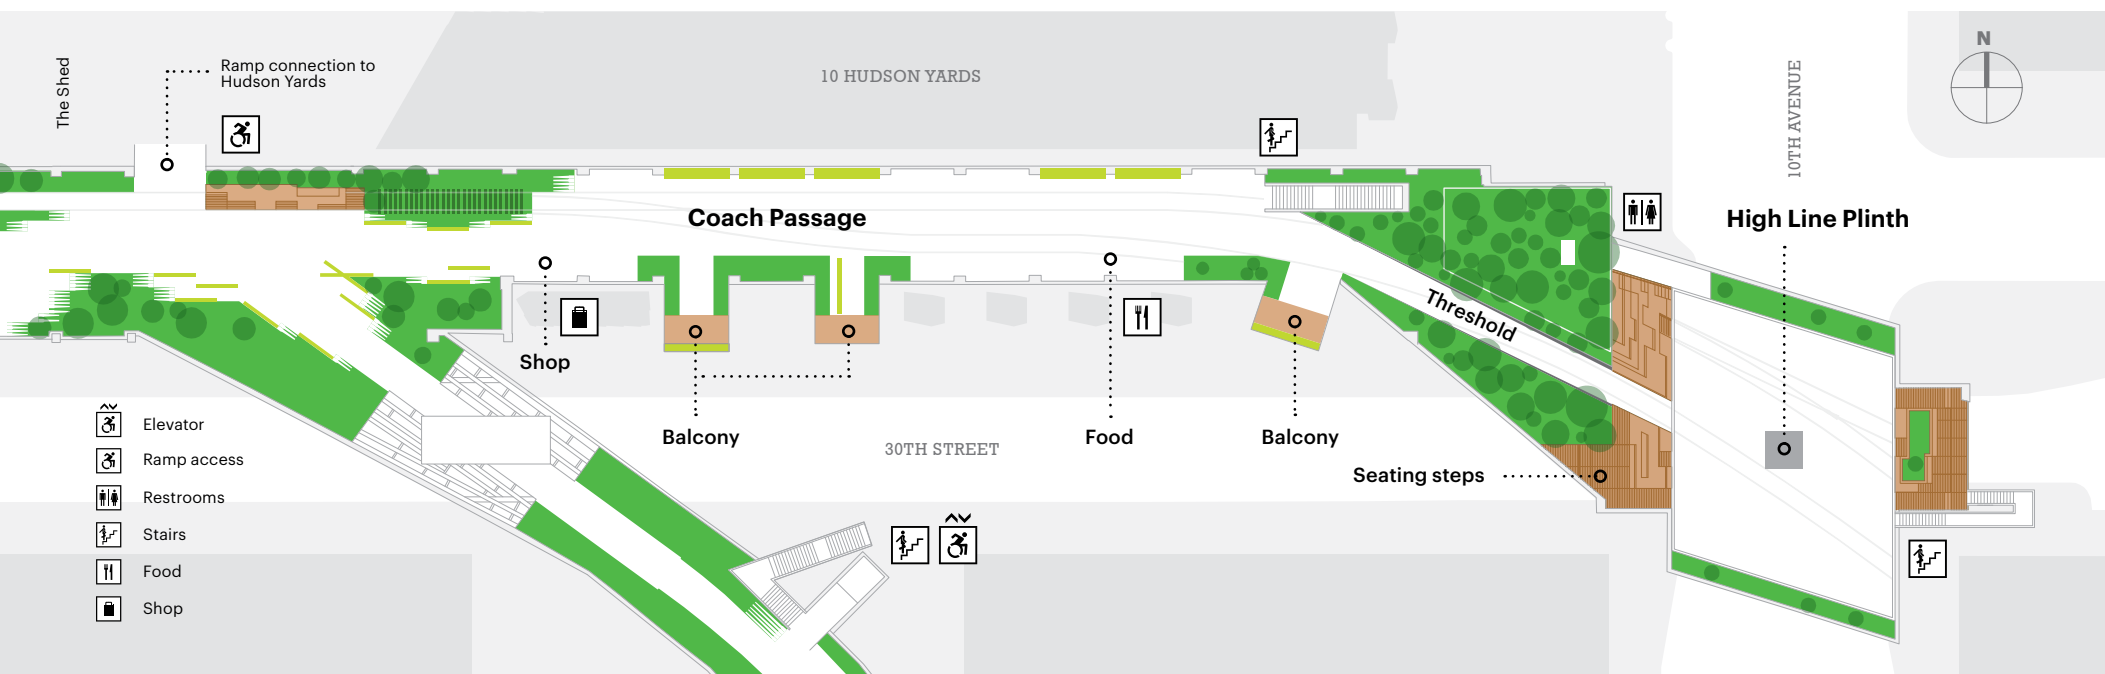 The Shed
Ramp connection to
Hudson Yards
10 HUDSON YARDS
10TH AVENUE
N
Coach Passage
High Line Plinth
Threshold
Shop
Balcony
Food
Balcony
30TH STREET
Seating steps
Elevator
Ramp access
Restrooms
Stairs
Food
Shop